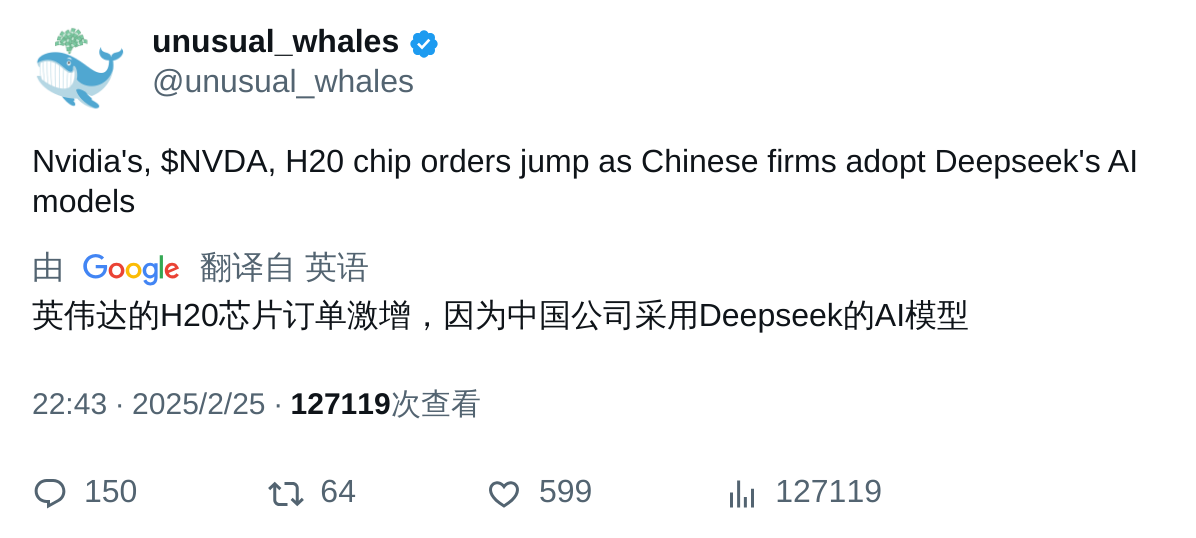 unusual_whales
@unusual_whales
Nvidia's, $NVDA, H20 chip orders jump as Chinese firms adopt Deepseek's AI
models
由 Google 翻译自 英语
英伟达的H20芯片订单激增，因为中国公司采用Deepseek的AI模型
22:43 · 2025/2/25 · 127119次查看
150 64 599 127119